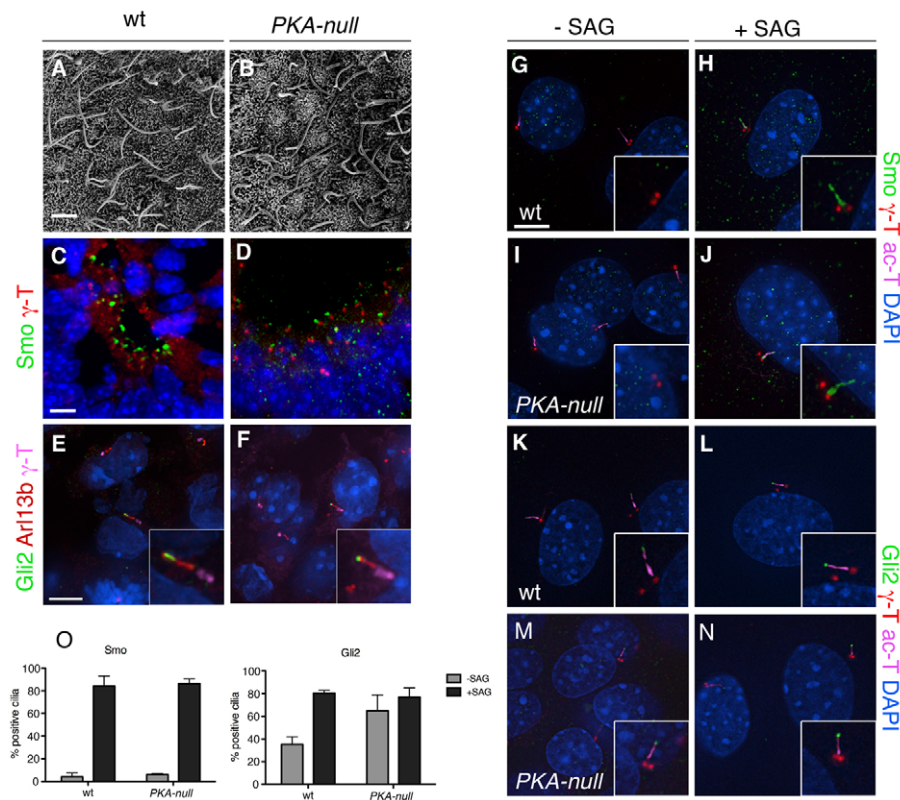 wt
PKA-null
- SAG
+ SAG
A
B
G
H
wt
Smo γ-T ac-T DAPI
C
D
Smo γ-T
I
J
PKA-null
E
F
Gli2 Arl13b γ-T
K
L
wt
Gli2 γ-T ac-T DAPI
M
N
PKA-null
O
Smo
% positive cilia
100
80
60
40
20
0
wt
PKA-null
Gli2
% positive cilia
100
80
60
40
20
0
wt
PKA-null
-SAG
+SAG